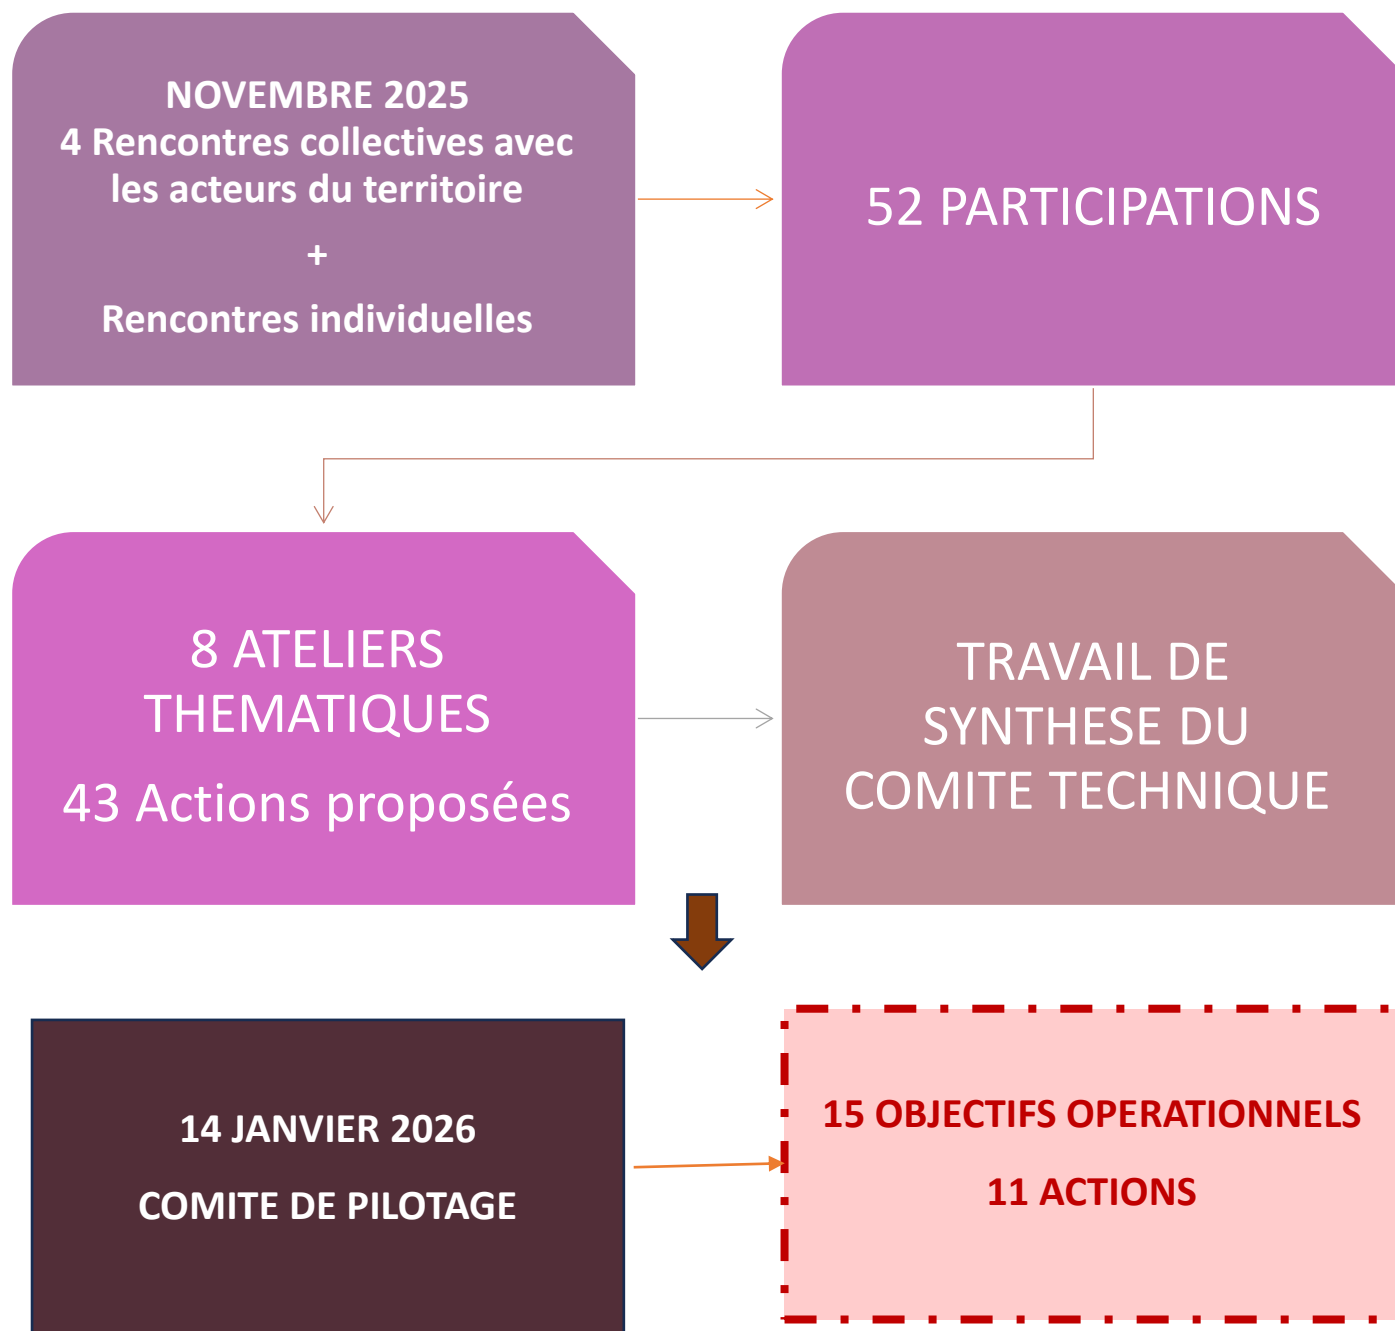 NOVEMBRE 2025
4 Rencontres collectives avec
les acteurs du territoire
+
Rencontres individuelles
52 PARTICIPATIONS
8 ATELIERS
THEMATIQUES
43 Actions proposées
TRAVAIL DE
SYNTHESE DU
COMITE TECHNIQUE
14 JANVIER 2026
COMITE DE PILOTAGE
15 OBJECTIFS OPERATIONNELS
11 ACTIONS